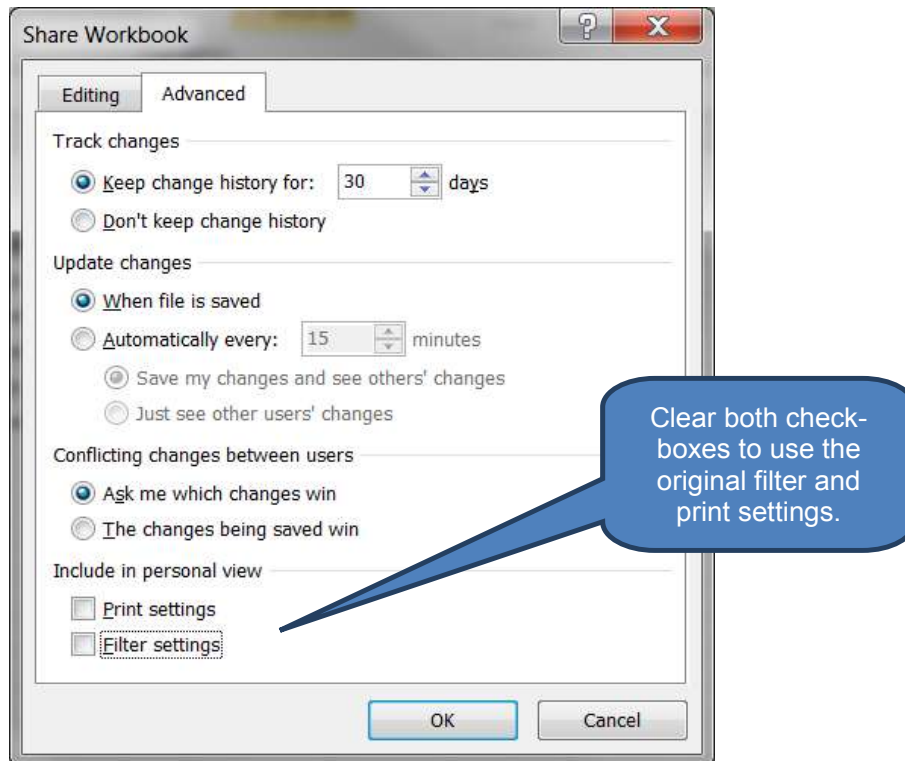 Share Workbook
Editing Advanced
Track changes
Keep change history for: 30 days
Don't keep change history
Update changes
When file is saved
Automatically every: 15 minutes
Save my changes and see others' changes
Just see other users' changes
Conflicting changes between users
Ask me which changes win
The changes being saved win
Include in personal view
Print settings
Filter settings
OK Cancel
Clear both check-
boxes to use the
original filter and
print settings.